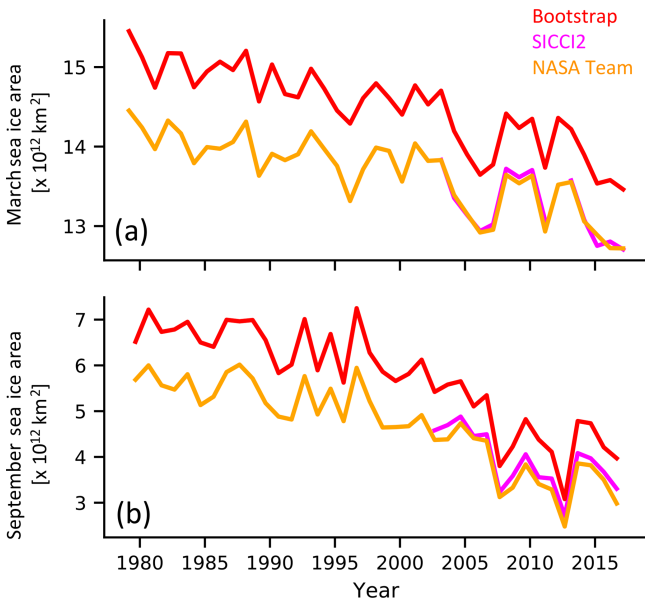 Bootstrap
SICCI2
NASA Team
March sea ice area
[x 10¹² km²]
15
14
13
(a)
September sea ice area
[x 10¹² km²]
7
6
5
4
3
(b)
1980 1985 1990 1995 2000 2005 2010 2015
Year